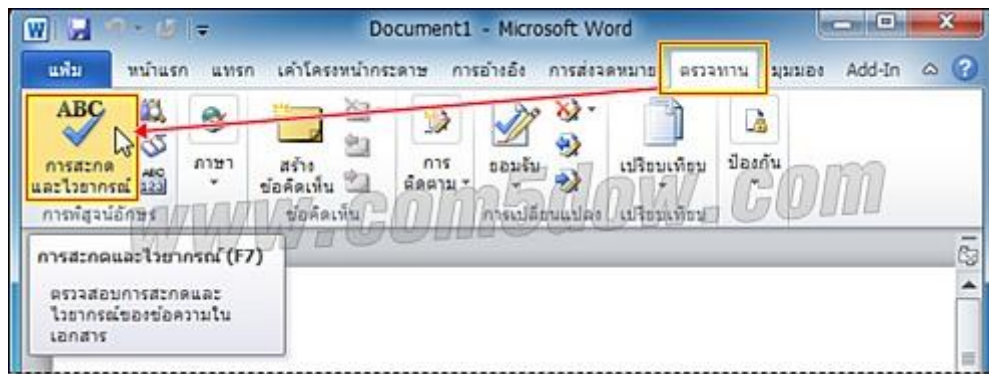 Document1 - Microsoft Word
แฟ้ม หน้าแรก แทรก เค้าโครงหน้ากระดาษ การอ้างอิง การส่งจดหมาย ตรวจทาน มุมมอง Add-In
ABC
การสะกด
และไวยากรณ์
ABC
123
ภาษา
สร้าง
ข้อคิดเห็น
การ
ติดตาม
ยอมรับ
เปรียบเทียบ
ป้องกัน
การพิสูจน์อักษร ข้อคิดเห็น การเปลี่ยนแปลง เปรียบเทียบ
www.com5dow.com
การสะกดและไวยากรณ์ (F7)
ตรวจสอบการสะกดและ
ไวยากรณ์ของข้อความใน
เอกสาร